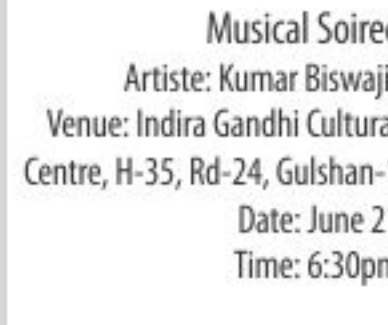 Musical Soiree
Artiste: Kumar Biswaji
Venue: Indira Gandhi Cultura
Centre, H-35, Rd-24, Gulshan-
Date: June 2
Time: 6:30pm